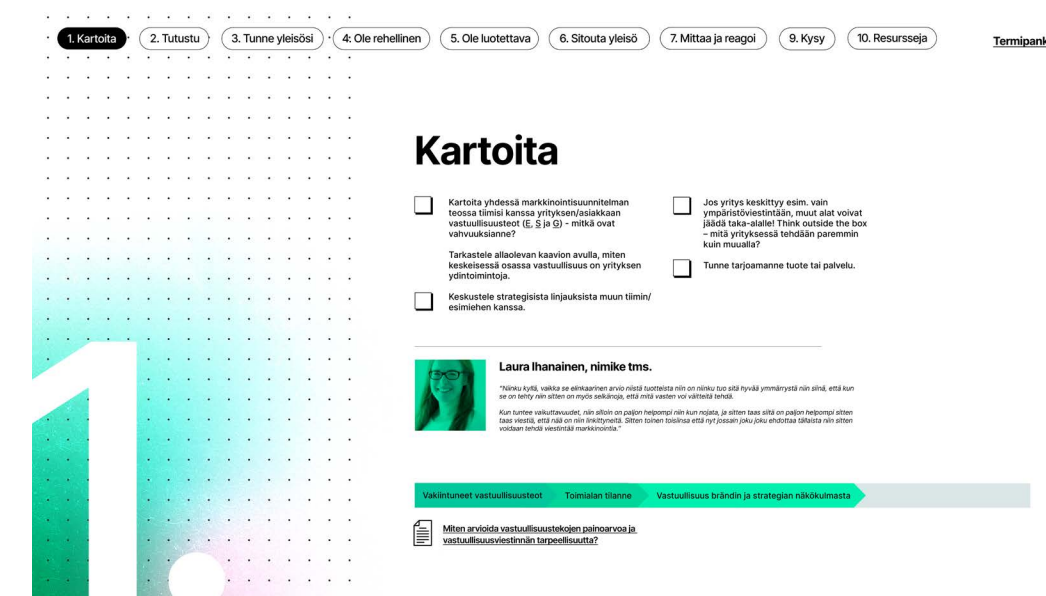 1. Kartoita
2. Tutustu
3. Tunne yleisösi
4: Ole rehellinen
5. Ole luotettava
6. Sitouta yleisö
7. Mittaa ja reagoi
9. Kysy
10. Resursseja
Termipank
Kartoita
Kartoita yhdessä markkinointisuunnitelman
teossa tiimisi kanssa yrityksen/asiakkaan
vastuullisuusteot (E, S ja G) - mitkä ovat
vahvuuksianne?
Tarkastele allaolevan kaavion avulla, miten
keskeisessä osassa vastuullisuus on yrityksen
ydintoimintoja.
Keskustele strategisista linjauksista muun tiimin/
esimiehen kanssa.
Jos yritys keskittyy esim. vain
ympäristöviestintään, muut alat voivat
jäädä taka-alalle! Think outside the box
– mitä yrityksessä tehdään paremmin
kuin muualla?
Tunne tarjoamanne tuote tai palvelu.
Laura Ihanainen, nimike tms.
"Niinku kyllä, vaikka se elinkaarinen arvio niistä tuotteista niin on niinku tuo sitä hyvää ymmärrystä niin siinä, että kun
se on tehty niin sitten on myös selkänoja, että mitä vasten voi väitteitä tehdä.
Kun tuntee vaikuttavuudet, niin silloin on paljon helpompi niin kun nojata, ja sitten taas siitä on paljon helpompi sitten
taas viestiä, että nää on niin linkittyneitä. Sitten toinen toisiinsa että nyt jossain joku joku ehdottaa tällaista niin sitten
voidaan tehdä viestintää markkinointia."
Vakiintuneet vastuullisuusteot
Toimialan tilanne
Vastuullisuus brändin ja strategian näkökulmasta
Miten arvioida vastuullisuustekojen painoarvoa ja
vastuullisuusviestinnän tarpeellisuutta?
1.